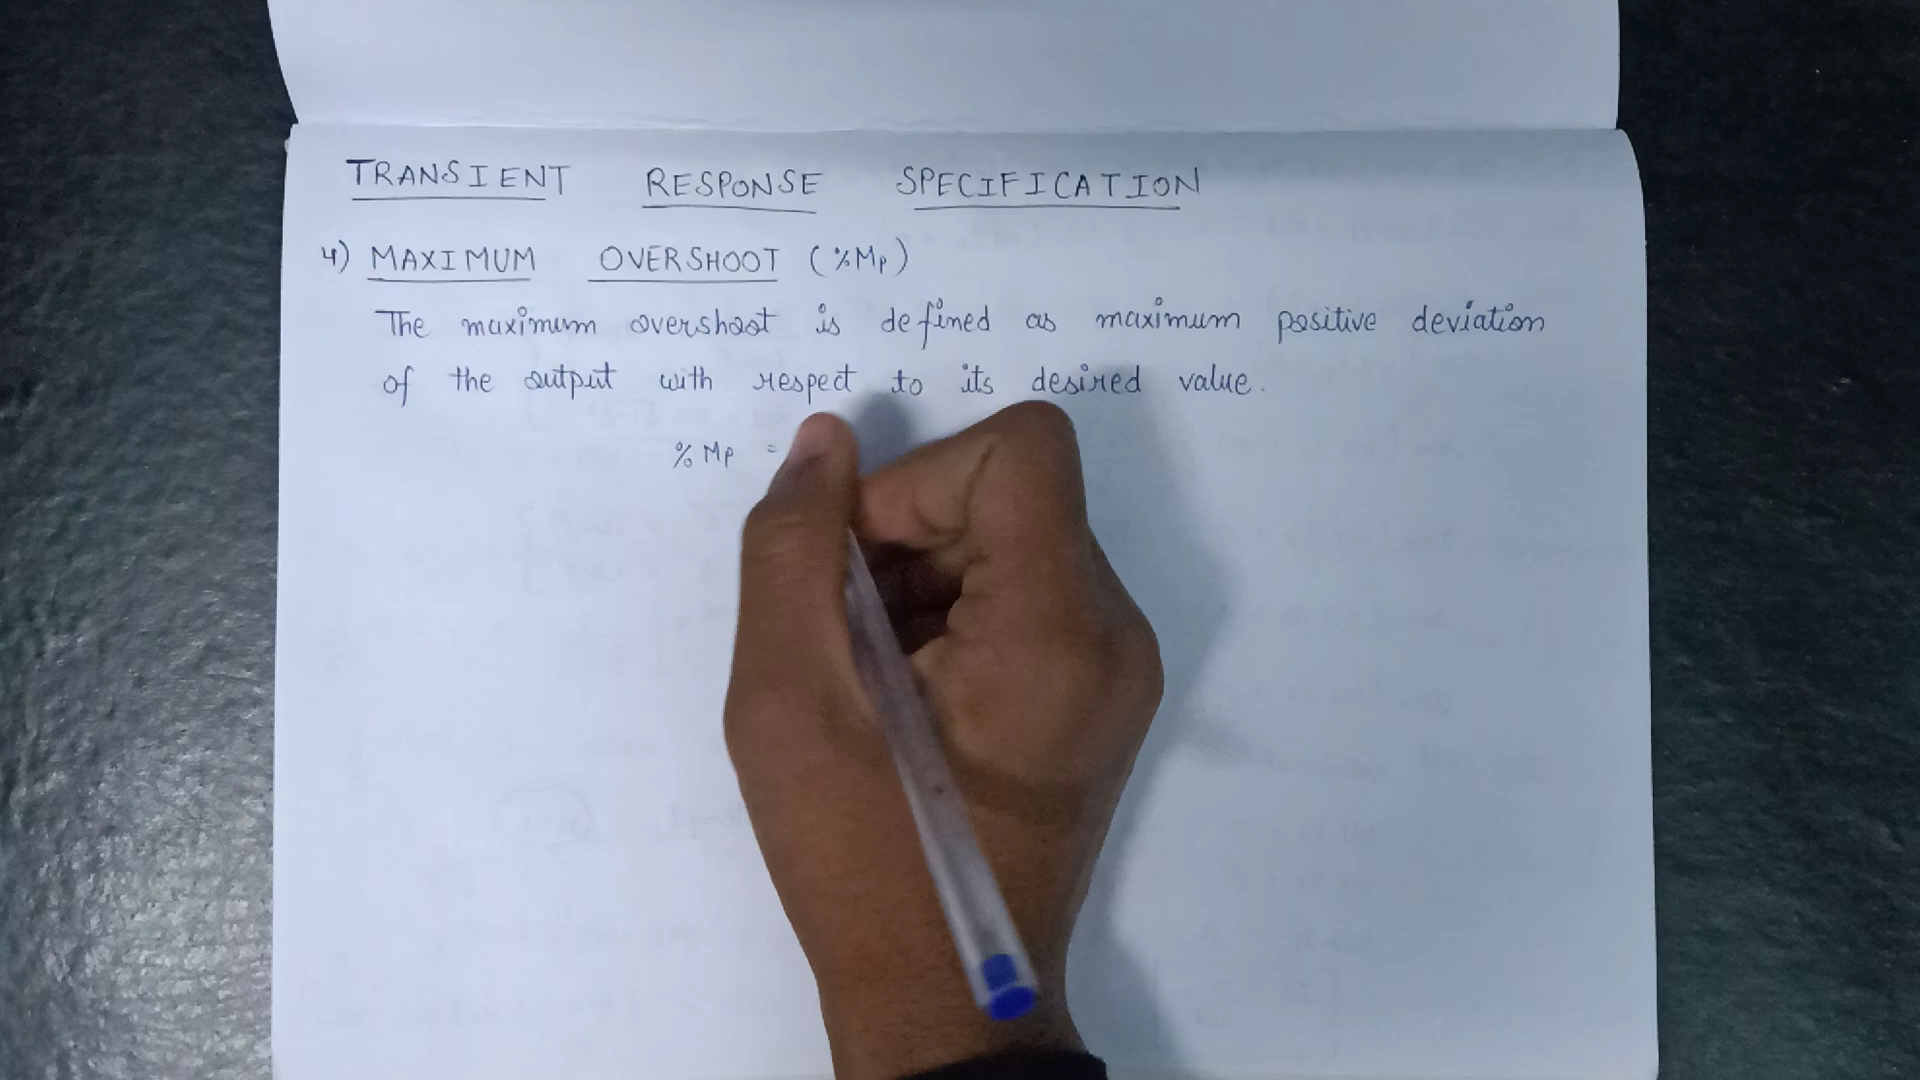 TRANSIENT RESPONSE SPECIFICATION
4) MAXIMUM OVERSHOOT (%Mp)
The maximum overshoot is defined as maximum positive deviation
of the output with respect to its desired value.
% Mp =